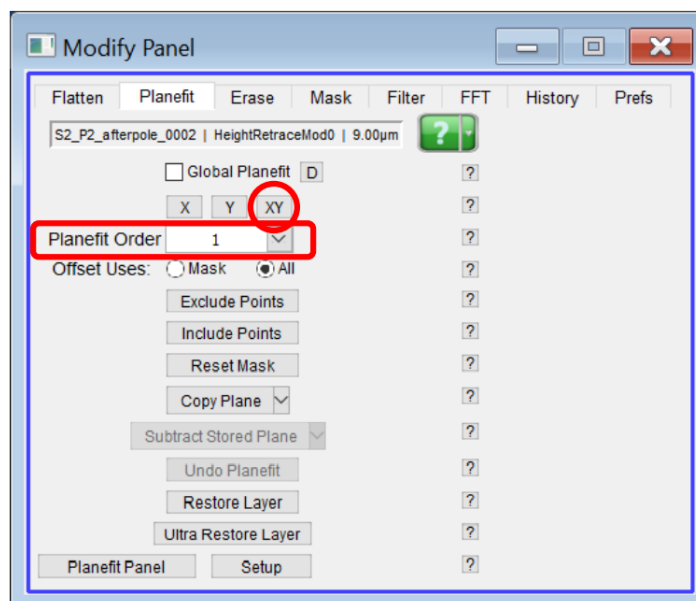 Modify Panel
Flatten Planefit Erase Mask Filter FFT History Prefs
S2_P2_afterpole_0002 | HeightRetraceMod0 | 9.00µm ?
Global Planefit D ?
X Y XY ?
Planefit Order 1 ?
Offset Uses: Mask All ?
Exclude Points ?
Include Points ?
Reset Mask ?
Copy Plane ?
Subtract Stored Plane ?
Undo Planefit ?
Restore Layer ?
Ultra Restore Layer ?
Planefit Panel Setup ?